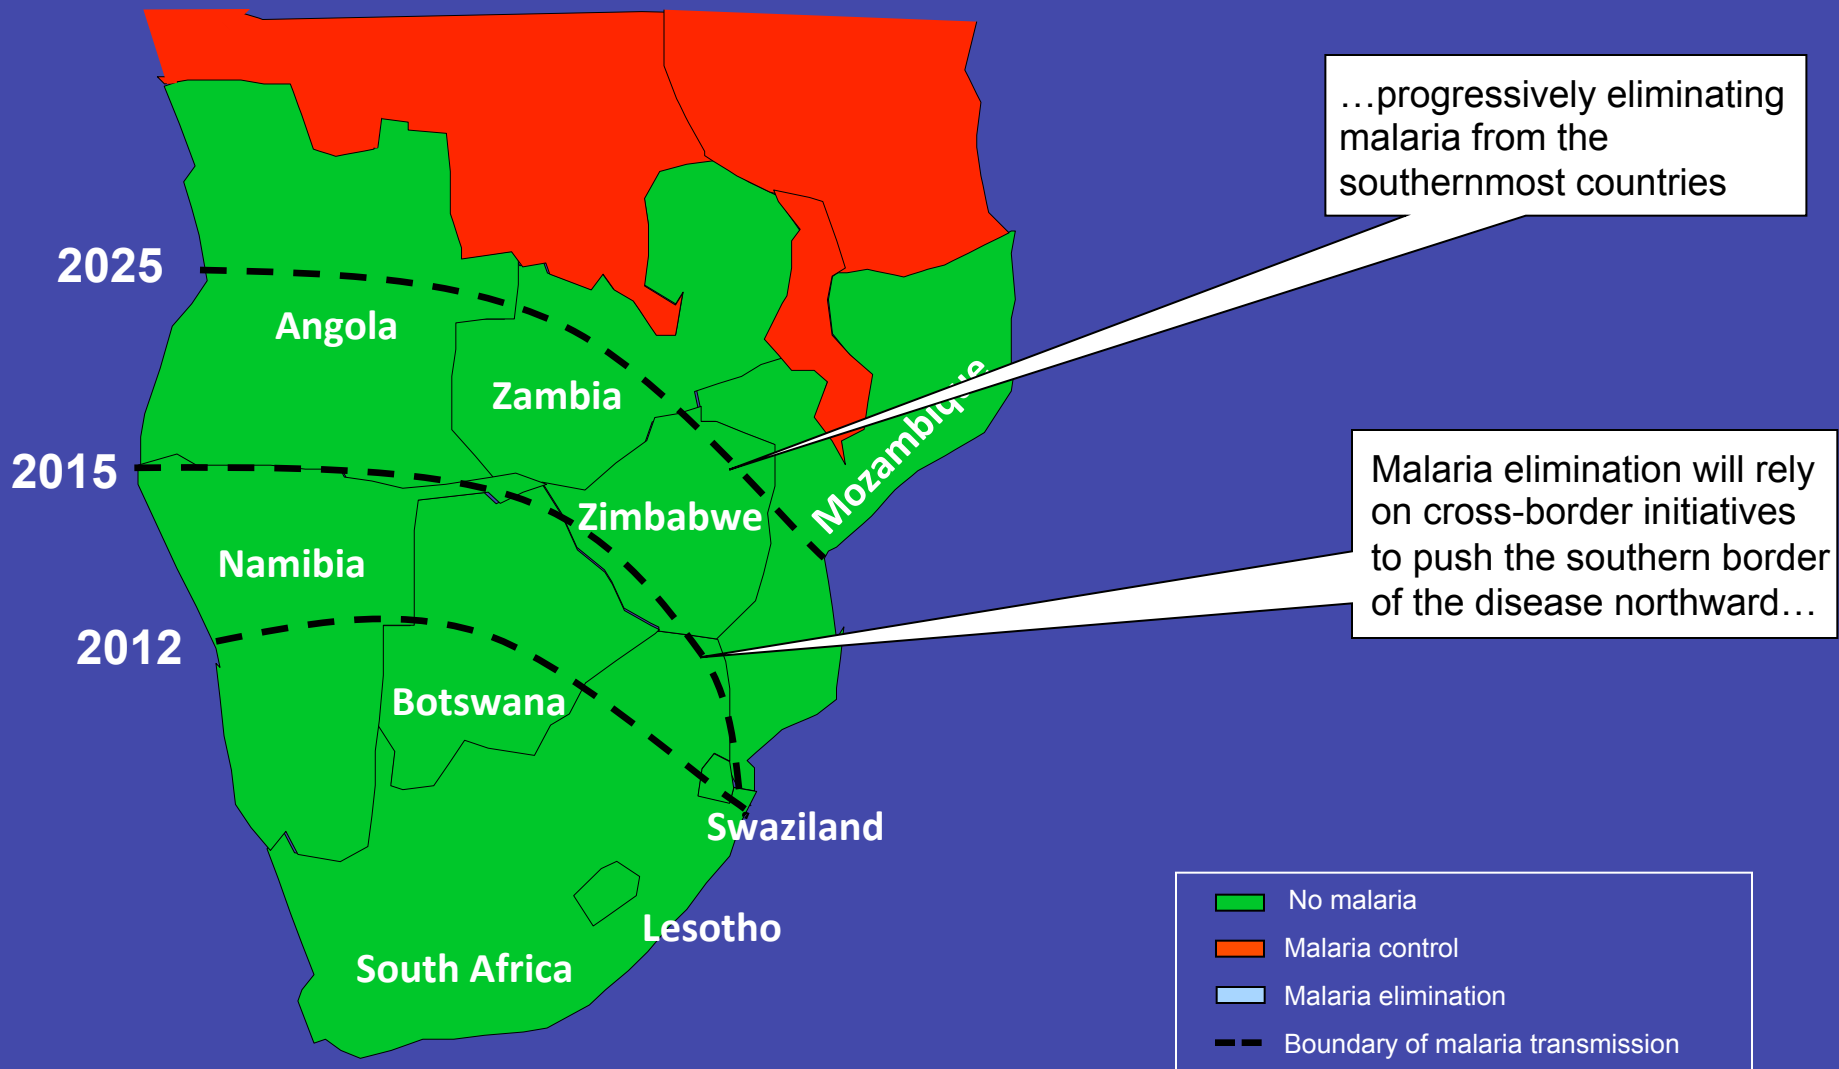 …progressively eliminating
malaria from the
southernmost countries
2025
Angola
Zambia
Mozambique
2015
Zimbabwe
Malaria elimination will rely
on cross-border initiatives
to push the southern border
of the disease northward…
Namibia
2012
Botswana
Swaziland
Lesotho
South Africa
No malaria
Malaria control
Malaria elimination
Boundary of malaria transmission